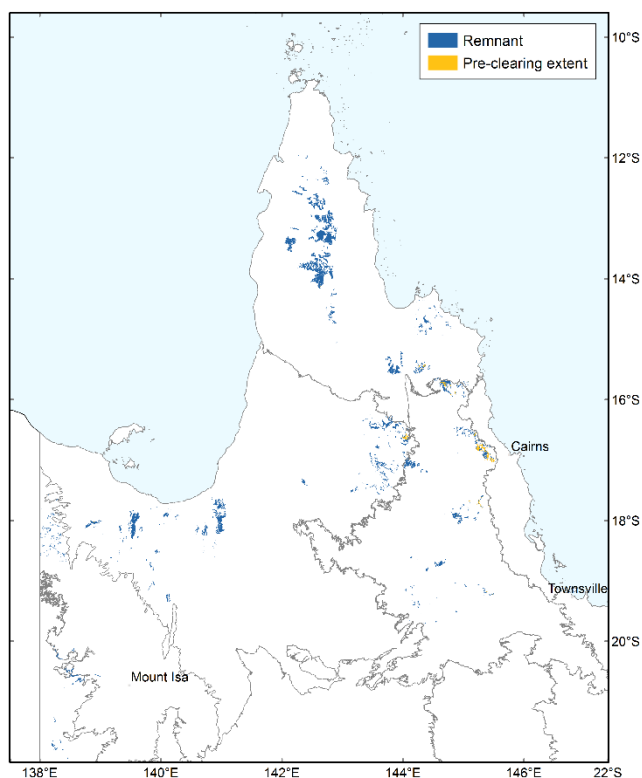 Remnant
Pre-clearing extent
10°S
12°S
14°S
16°S
Cairns
18°S
Townsville
20°S
Mount Isa
138°E
140°E
142°E
144°E
146°E
22°S